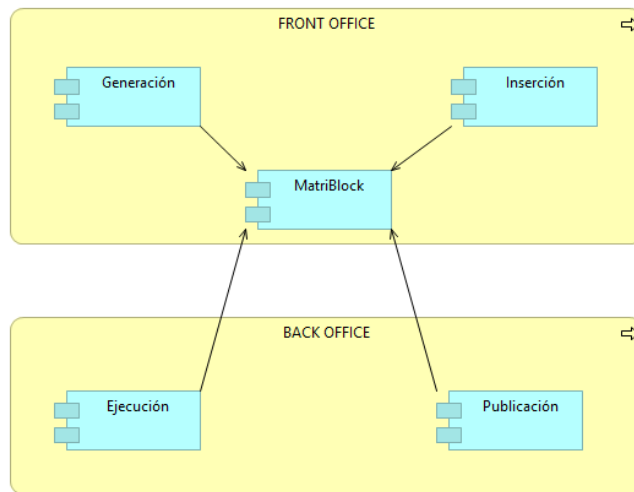 FRONT OFFICE
Generación
Inserción
MatriBlock
BACK OFFICE
Ejecución
Publicación